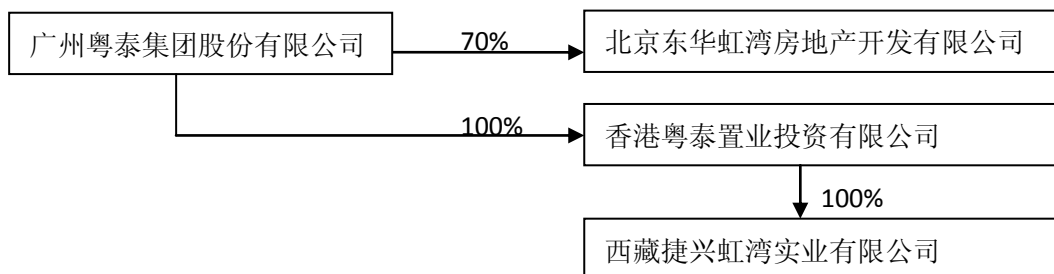 广州粤泰集团股份有限公司
70%
北京东华虹湾房地产开发有限公司
100%
香港粤泰置业投资有限公司
100%
西藏捷兴虹湾实业有限公司